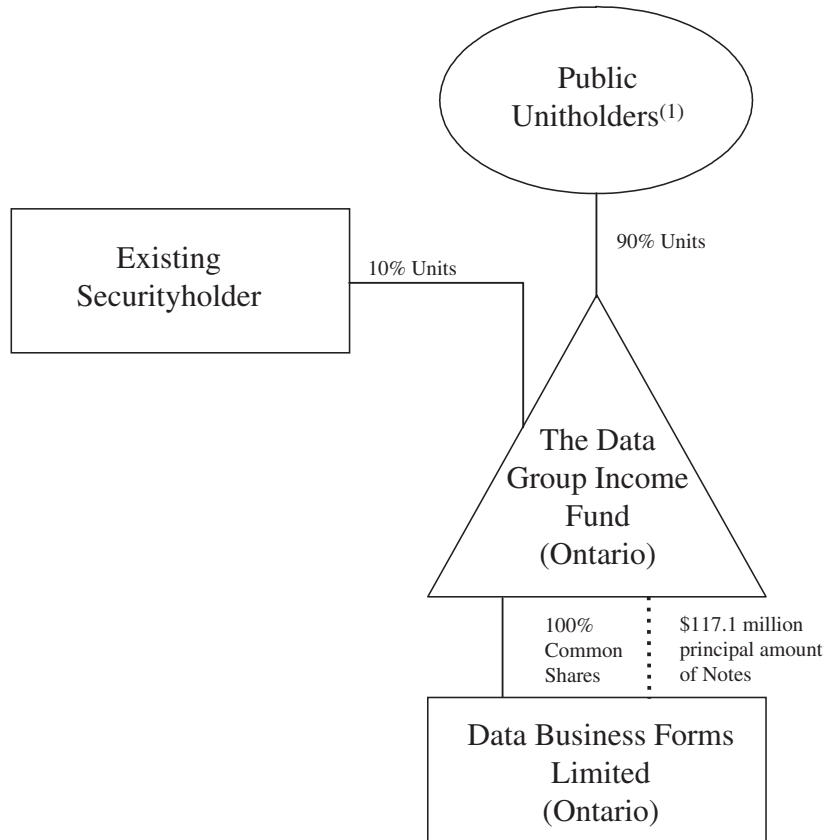 Public
Unitholders(1)
90% Units
Existing
Securityholder
10% Units
The Data
Group Income
Fund
(Ontario)
100%
Common
Shares
$117.1 million
principal amount
of Notes
Data Business Forms
Limited
(Ontario)